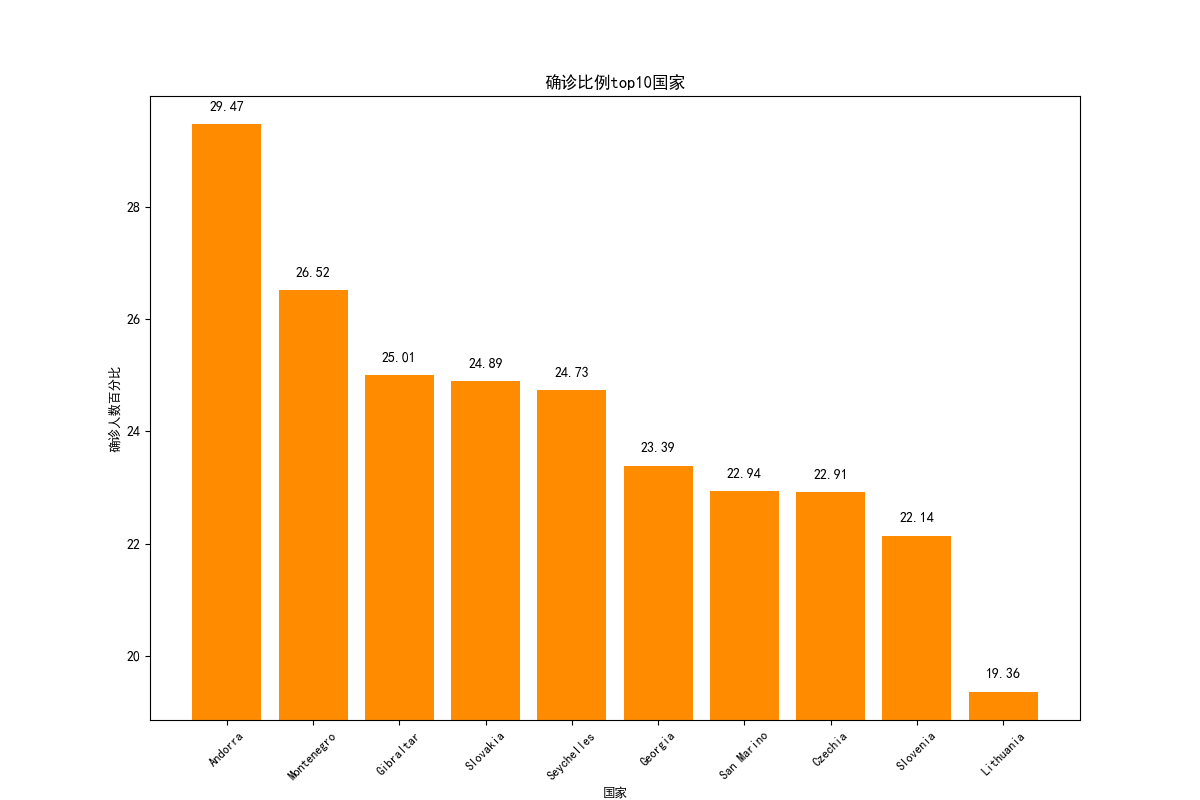 确诊比例top10国家
29.47
26.52
25.01
24.89
24.73
23.39
22.94
22.91
22.14
19.36
确诊人数百分比
28
26
24
22
20
Andorra
Montenegro
Gibraltar
Slovakia
Seychelles
Georgia
San Marino
Czechia
Slovenia
Lithuania
国家